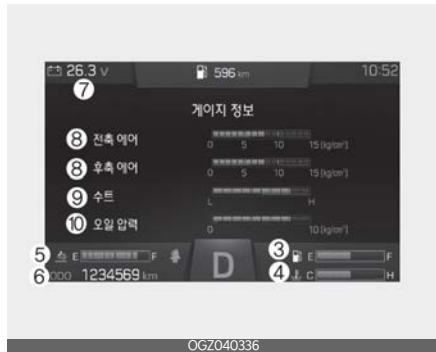 26.3 V 596 km 10:52
⑦
게이지 정보
⑧ 전축 에어
0 5 10 15 (kg/cm²)
⑧ 후축 에어
0 5 10 15 (kg/cm²)
⑨ 수트
L H
⑩ 오일 압력
0 10 (kg/cm²)
⑤ E F D ③ E F
⑥ ODO 1234569 km ④ C H
OGZ040336